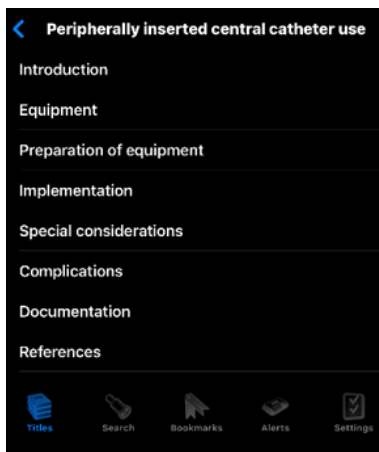 Peripherally inserted central catheter use
Introduction
Equipment
Preparation of equipment
Implementation
Special considerations
Complications
Documentation
References
Titles Search Bookmarks Alerts Settings